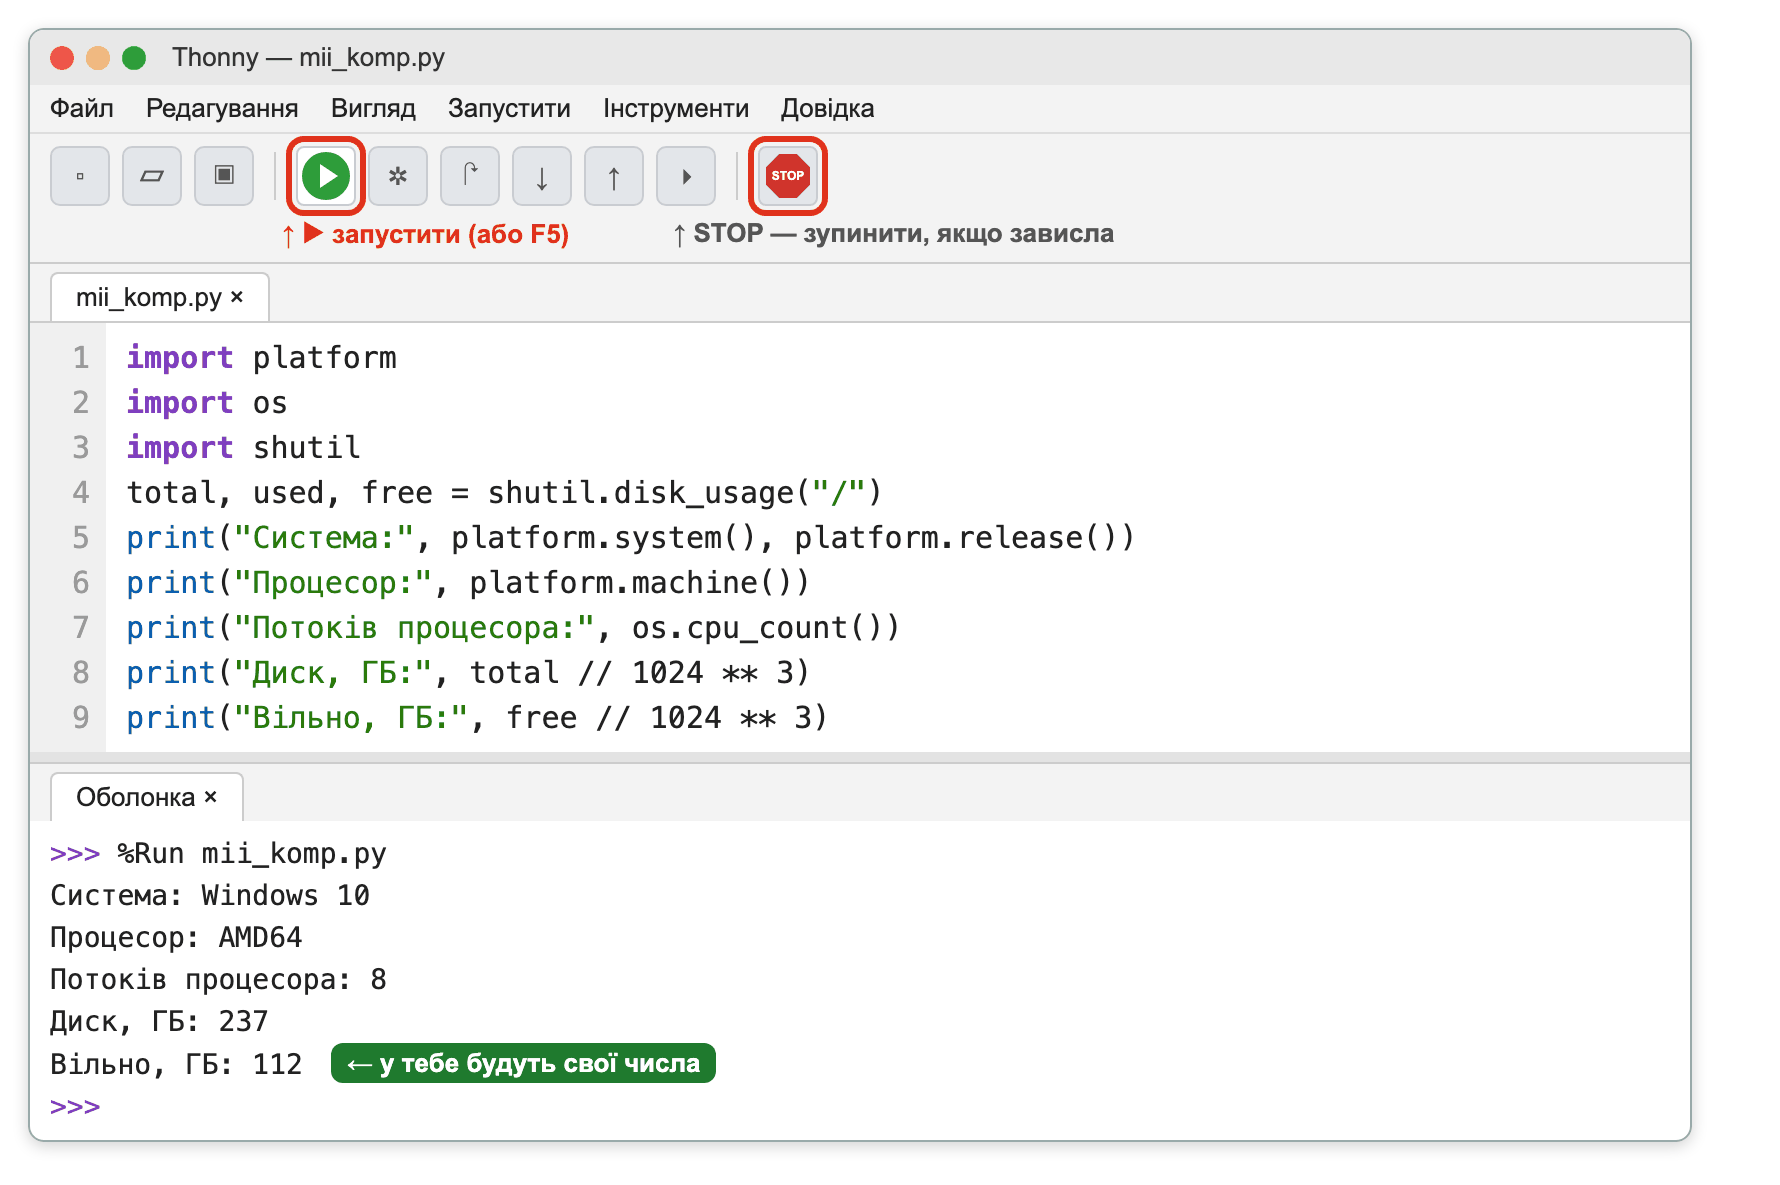 Thonny — mii_komp.py
Файл Редагування Вигляд Запустити Інструменти Довідка
STOP
↑ ▶ запустити (або F5) ↑ STOP — зупинити, якщо зависла
mii_komp.py ×
1 import platform
2 import os
3 import shutil
4 total, used, free = shutil.disk_usage("/")
5 print("Система:", platform.system(), platform.release())
6 print("Процесор:", platform.machine())
7 print("Потоків процесора:", os.cpu_count())
8 print("Диск, ГБ:", total // 1024 ** 3)
9 print("Вільно, ГБ:", free // 1024 ** 3)
Оболонка ×
>>> %Run mii_komp.py
Система: Windows 10
Процесор: AMD64
Потоків процесора: 8
Диск, ГБ: 237
Вільно, ГБ: 112 ← у тебе будуть свої числа
>>>